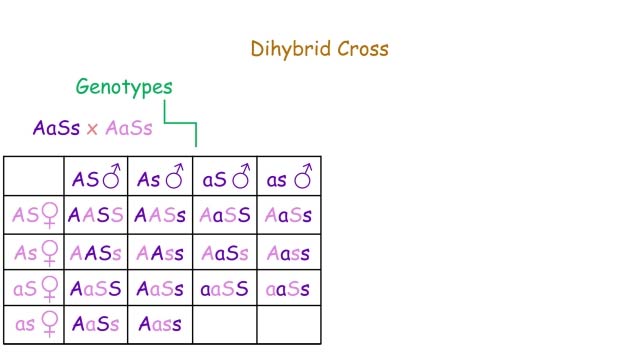 Dihybrid Cross
Genotypes
AaSs x AaSs
AS♂ As♂ aS♂ as♂
AS♀ AASS AASs AaSS AaSs
As♀ AASs AAss AaSs Aass
aS♀ AaSS AaSs aaSS aaSs
as♀ AaSs Aass